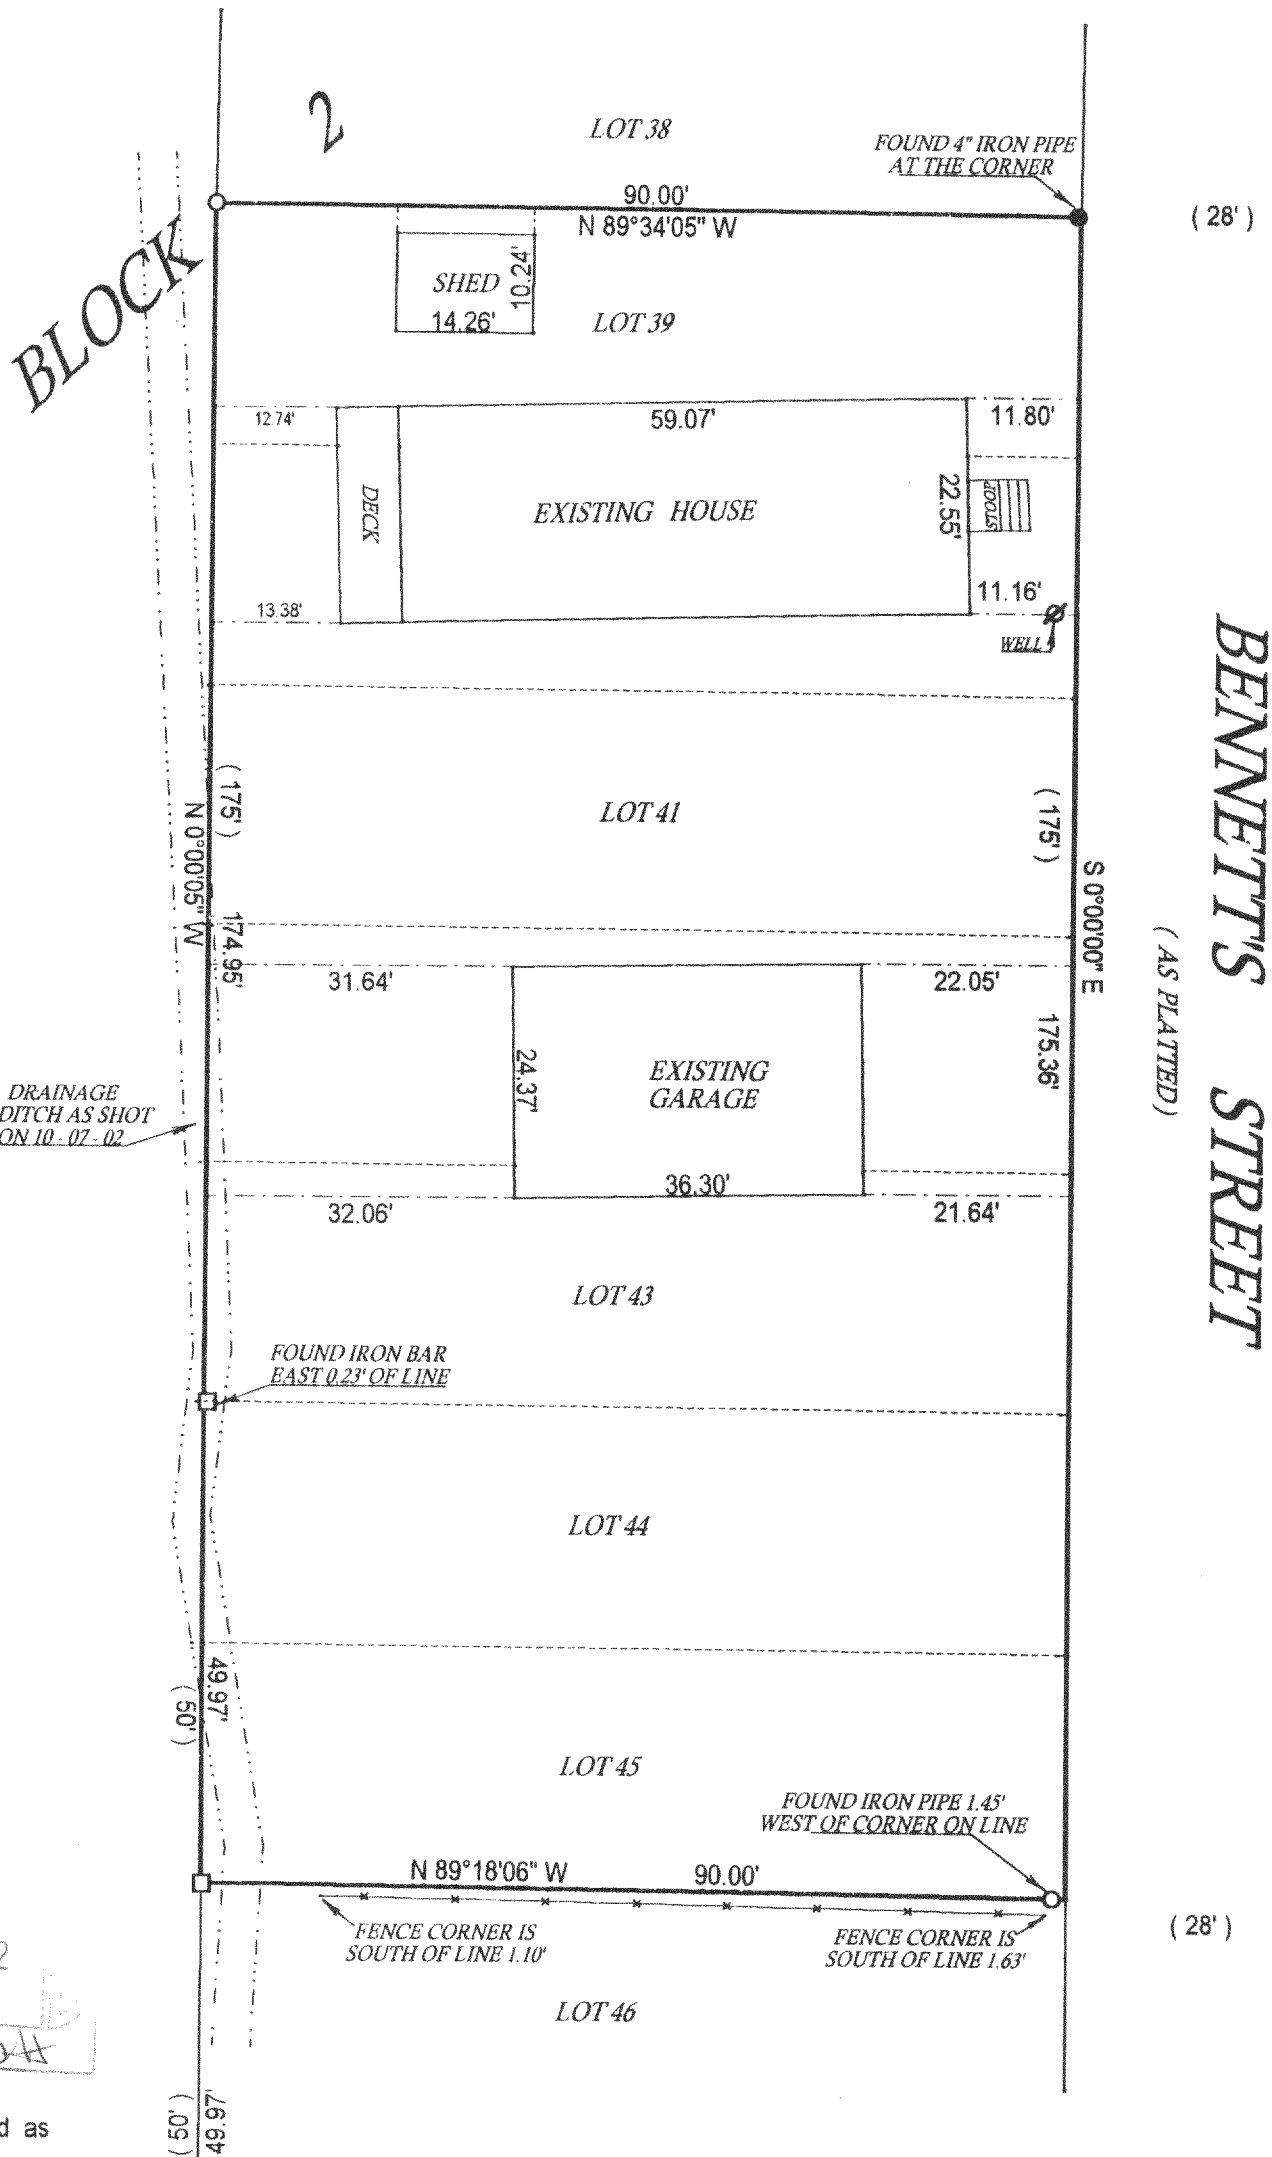 2
LOT 38
FOUND 4" IRON PIPE
AT THE CORNER
90.00'
N 89°34'05" W
( 28' )
BLOCK
SHED
10.24'
14.26'
LOT 39
12.74'
59.07'
11.80'
DECK
EXISTING HOUSE
22.55'
STOOP
13.38'
11.16'
WELL
BENNETT'S STREET
( AS PLATTED )
( 175' )
N 0°00'05" W
174.95'
LOT 41
( 175' )
S 0°00'00" E
175.36'
31.64'
22.05'
24.37'
EXISTING
GARAGE
36.30'
DRAINAGE
DITCH AS SHOT
ON 10 - 07 - 02
32.06'
21.64'
LOT 43
FOUND IRON BAR
EAST 0.23' OF LINE
LOT 44
49.97'
( 50' )
LOT 45
FOUND IRON PIPE 1.45'
WEST OF CORNER ON LINE
N 89°18'06" W
90.00'
FENCE CORNER IS
SOUTH OF LINE 1.10'
FENCE CORNER IS
SOUTH OF LINE 1.63'
( 28' )
LOT 46
2
49.97'
( 50' )
as